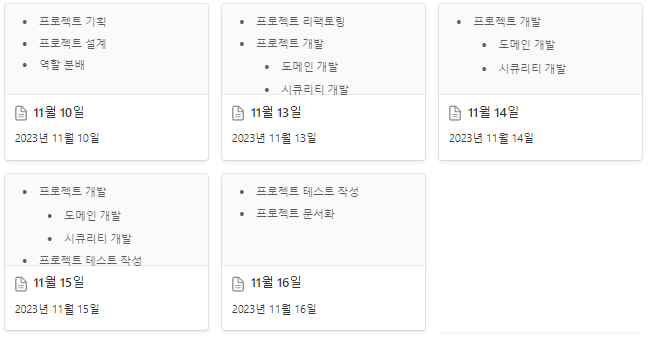 • 프로젝트 기획
• 프로젝트 설계
• 역할 분배
11월 10일
2023년 11월 10일
• 프로젝트 리팩토링
• 프로젝트 개발
• 도메인 개발
• 시큐리티 개발
11월 13일
2023년 11월 13일
• 프로젝트 개발
• 도메인 개발
• 시큐리티 개발
11월 14일
2023년 11월 14일
• 프로젝트 개발
• 도메인 개발
• 시큐리티 개발
• 프로젝트 테스트 작성
11월 15일
2023년 11월 15일
• 프로젝트 테스트 작성
• 프로젝트 문서화
11월 16일
2023년 11월 16일